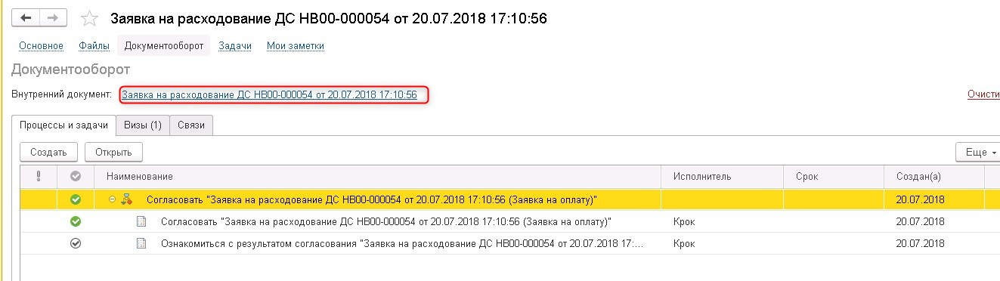 Заявка на расходование ДС НВ00-000054 от 20.07.2018 17:10:56
Основное Файлы Документооборот Задачи Мои заметки
Документооборот
Внутренний документ: Заявка на расходование ДС НВ00-000054 от 20.07.2018 17:10:56 Очисти
Процессы и задачи Визы (1) Связи
Создать Открыть Еще
Наименование Исполнитель Срок Создан(а)
Согласовать "Заявка на расходование ДС НВ00-000054 от 20.07.2018 17:10:56 (Заявка на оплату)" 20.07.2018
Согласовать "Заявка на расходование ДС НВ00-000054 от 20.07.2018 17:10:56 (Заявка на оплату)" Крок 20.07.2018
Ознакомиться с результатом согласования "Заявка на расходование ДС НВ00-000054 от 20.07.2018 17:... Крок 20.07.2018